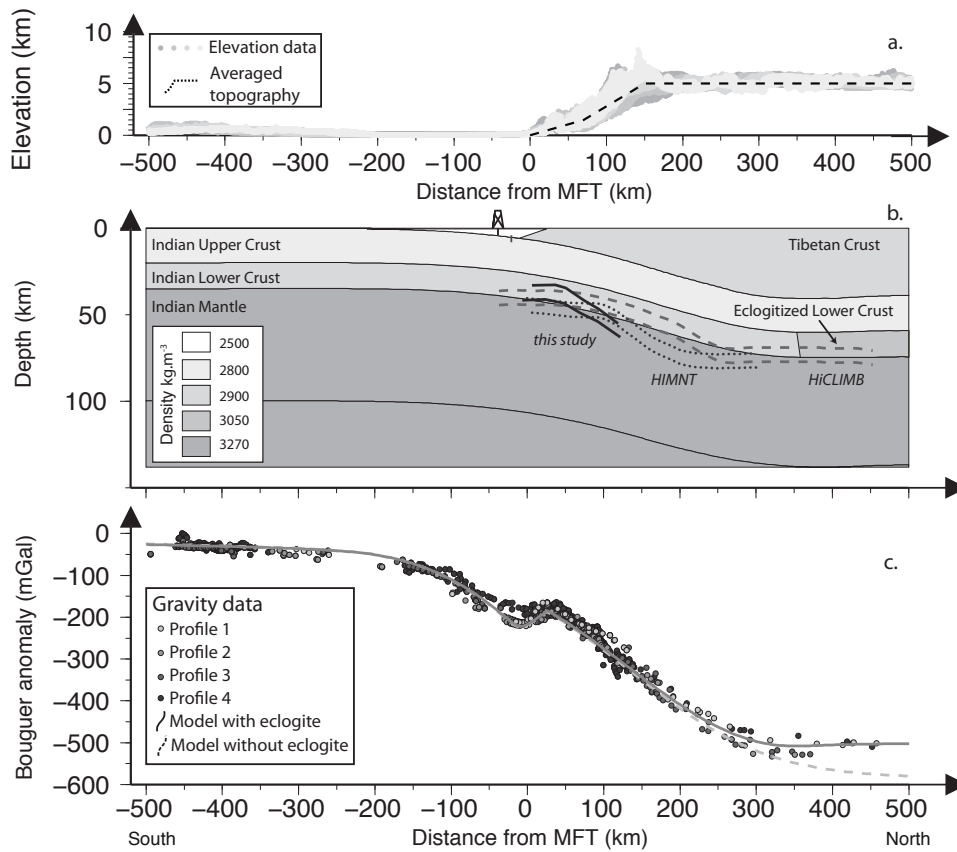 Elevation (km)
10
5
0
a.
Elevation data
Averaged
topography
−500 −400 −300 −200 −100 0 100 200 300 400 500
Distance from MFT (km)
b.
Depth (km)
0
50
100
Indian Upper Crust
Tibetan Crust
Indian Lower Crust
Indian Mantle
Eclogitized Lower Crust
this study
HIMNT
HiCLIMB
Density kg.m-3
2500
2800
2900
3050
3270
c.
Bouguer anomaly (mGal)
0
−100
−200
−300
−400
−500
−600
Gravity data
Profile 1
Profile 2
Profile 3
Profile 4
Model with eclogite
Model without eclogite
−500 −400 −300 −200 −100 0 100 200 300 400 500
South
Distance from MFT (km)
North